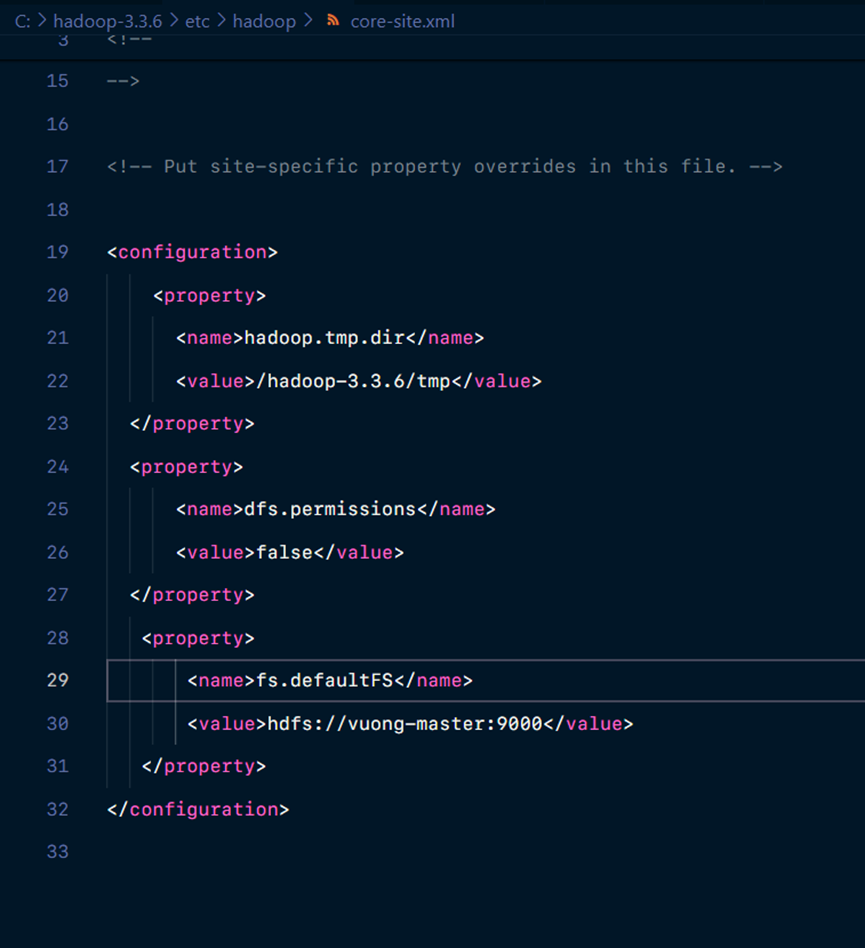 C: > hadoop-3.3.6 > etc > hadoop > core-site.xml
3 <!--
15 -->
16
17 <!-- Put site-specific property overrides in this file. -->
18
19 <configuration>
20 <property>
21 <name>hadoop.tmp.dir</name>
22 <value>/hadoop-3.3.6/tmp</value>
23 </property>
24 <property>
25 <name>dfs.permissions</name>
26 <value>false</value>
27 </property>
28 <property>
29 <name>fs.defaultFS</name>
30 <value>hdfs://vuong-master:9000</value>
31 </property>
32 </configuration>
33